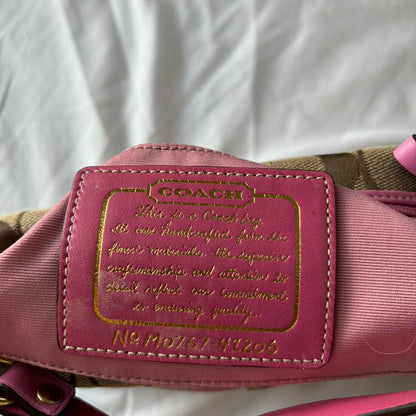 COACH
This is a Coach bag.
It was handcrafted from the
finest materials. Its superior
craftsmanship and attention to
detail reflect our commitment
to enduring quality...
No M0767 41206